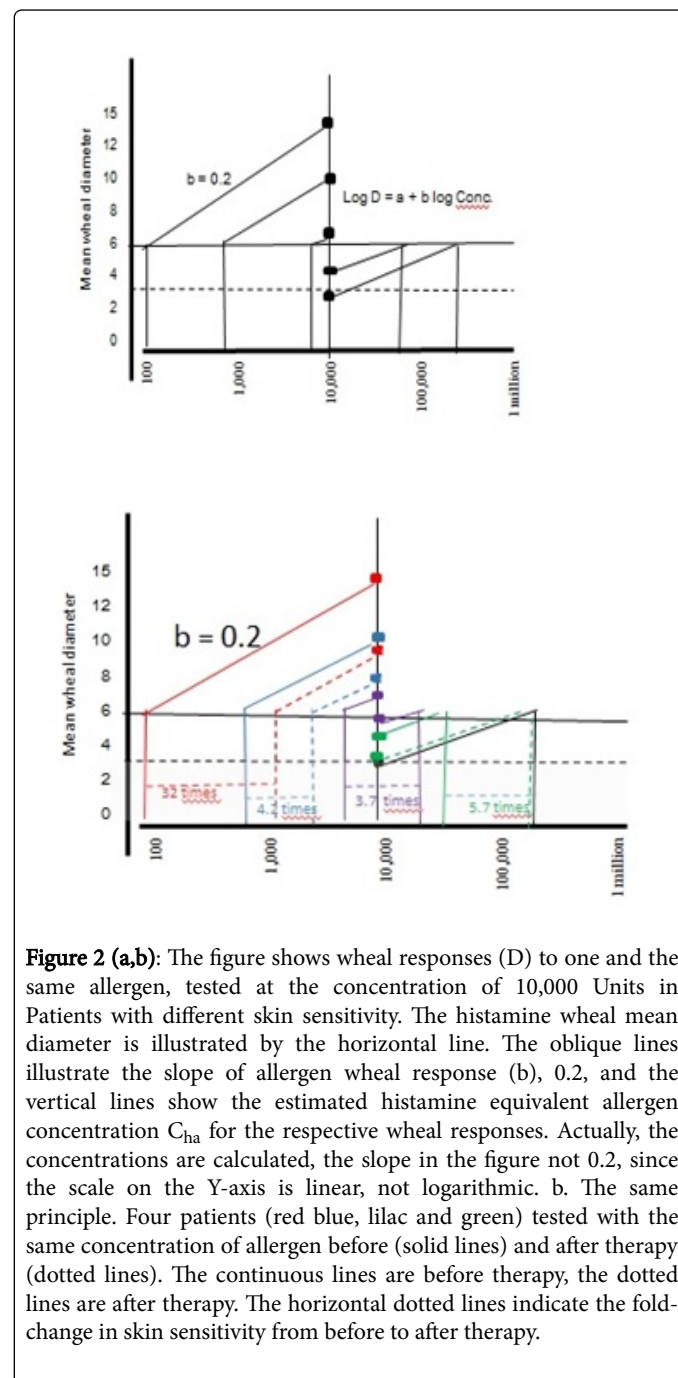 15
12
10
8
6
4
2
0
Mean wheal diameter
b = 0.2
Log D = a + b log Conc.
100
1,000
10,000
100,000
1 million
15
12
10
8
6
4
2
0
Mean wheal diameter
b = 0.2
32 times
4.2 times
3.7 times
5.7 times
100
1,000
10,000
100,000
1 million
Figure 2 (a,b): The figure shows wheal responses (D) to one and the
same allergen, tested at the concentration of 10,000 Units in
Patients with different skin sensitivity. The histamine wheal mean
diameter is illustrated by the horizontal line. The oblique lines
illustrate the slope of allergen wheal response (b), 0.2, and the
vertical lines show the estimated histamine equivalent allergen
concentration Cha for the respective wheal responses. Actually, the
concentrations are calculated, the slope in the figure not 0.2, since
the scale on the Y-axis is linear, not logarithmic. b. The same
principle. Four patients (red blue, lilac and green) tested with the
same concentration of allergen before (solid lines) and after therapy
(dotted lines). The continuous lines are before therapy, the dotted
lines are after therapy. The horizontal dotted lines indicate the fold-
change in skin sensitivity from before to after therapy.